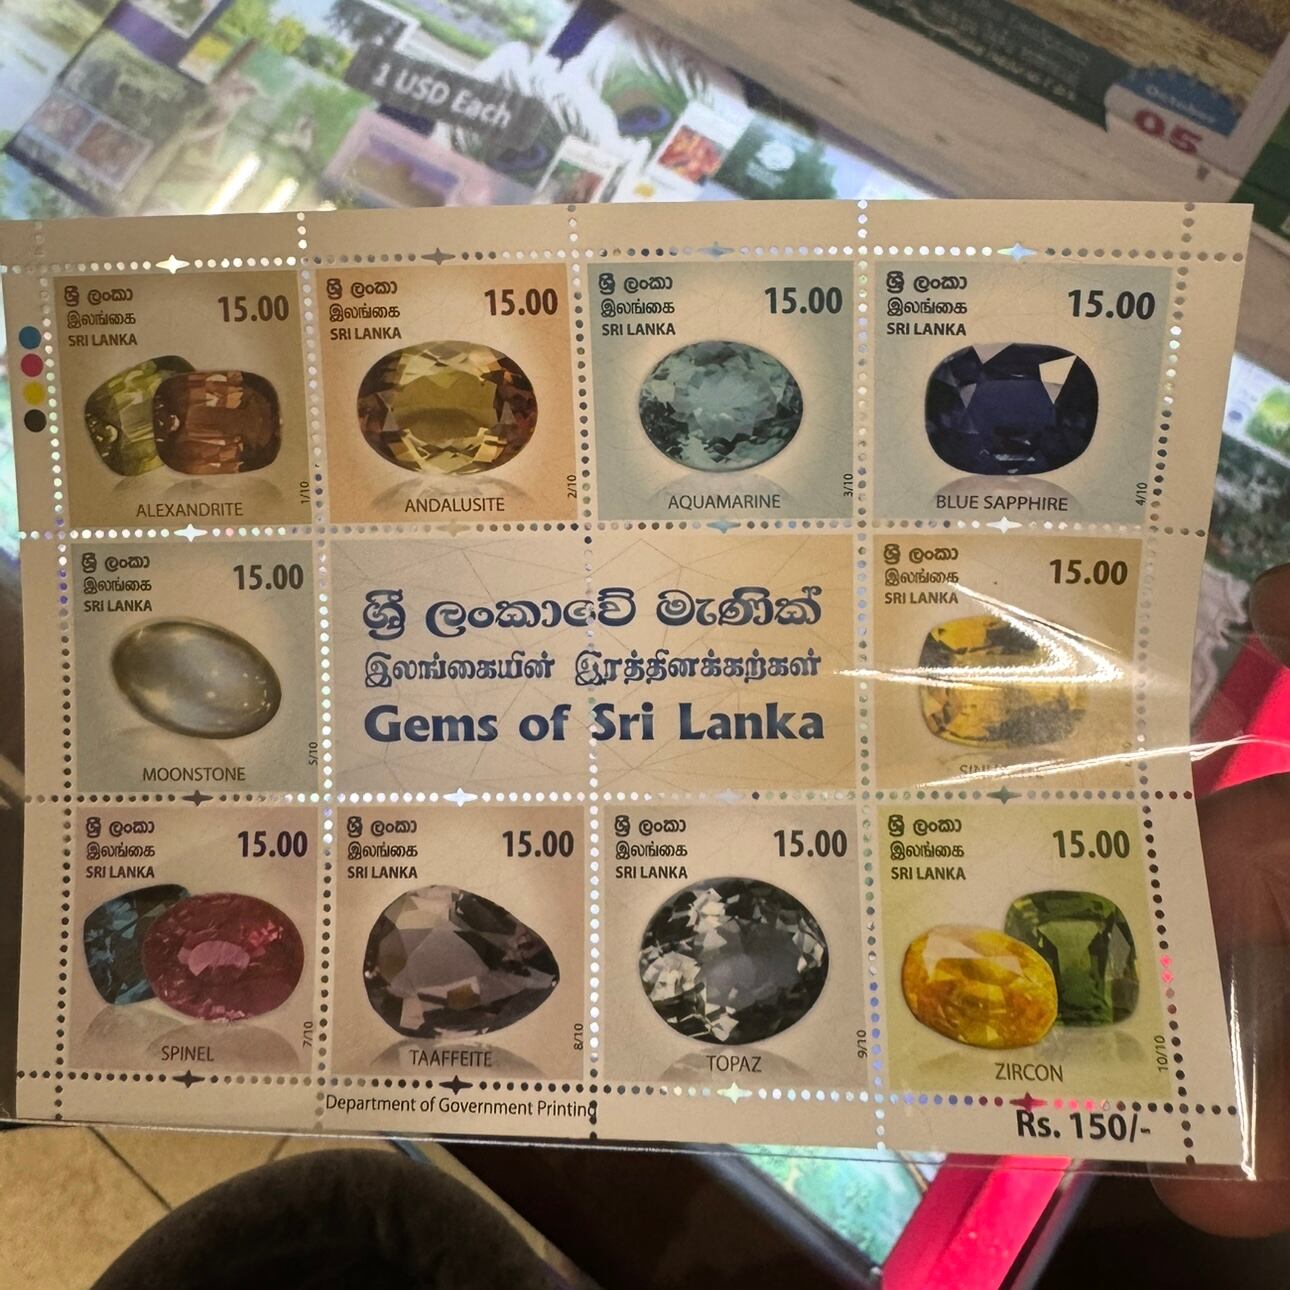 1 USD Each
October
05
ශ්‍රී ලංකා
இலங்கை
SRI LANKA
15.00
ALEXANDRITE
1/10
ශ්‍රී ලංකා
இலங்கை
SRI LANKA
15.00
ANDALUSITE
2/10
ශ්‍රී ලංකා
இலங்கை
SRI LANKA
15.00
AQUAMARINE
3/10
ශ්‍රී ලංකා
இலங்கை
SRI LANKA
15.00
BLUE SAPPHIRE
4/10
ශ්‍රී ලංකා
இலங்கை
SRI LANKA
15.00
MOONSTONE
5/10
ශ්‍රී ලංකාවේ මැණික්
இலங்கையின் இரத்தினக்கற்கள்
Gems of Sri Lanka
ශ්‍රී ලංකා
இலங்கை
SRI LANKA
15.00
ශ්‍රී ලංකා
இலங்கை
SRI LANKA
15.00
SPINEL
7/10
ශ්‍රී ලංකා
இலங்கை
SRI LANKA
15.00
TAAFFEITE
8/10
ශ්‍රී ලංකා
இலங்கை
SRI LANKA
15.00
TOPAZ
9/10
ශ්‍රී ලංකා
இலங்கை
SRI LANKA
15.00
ZIRCON
10/10
Department of Government Printing
Rs. 150/-